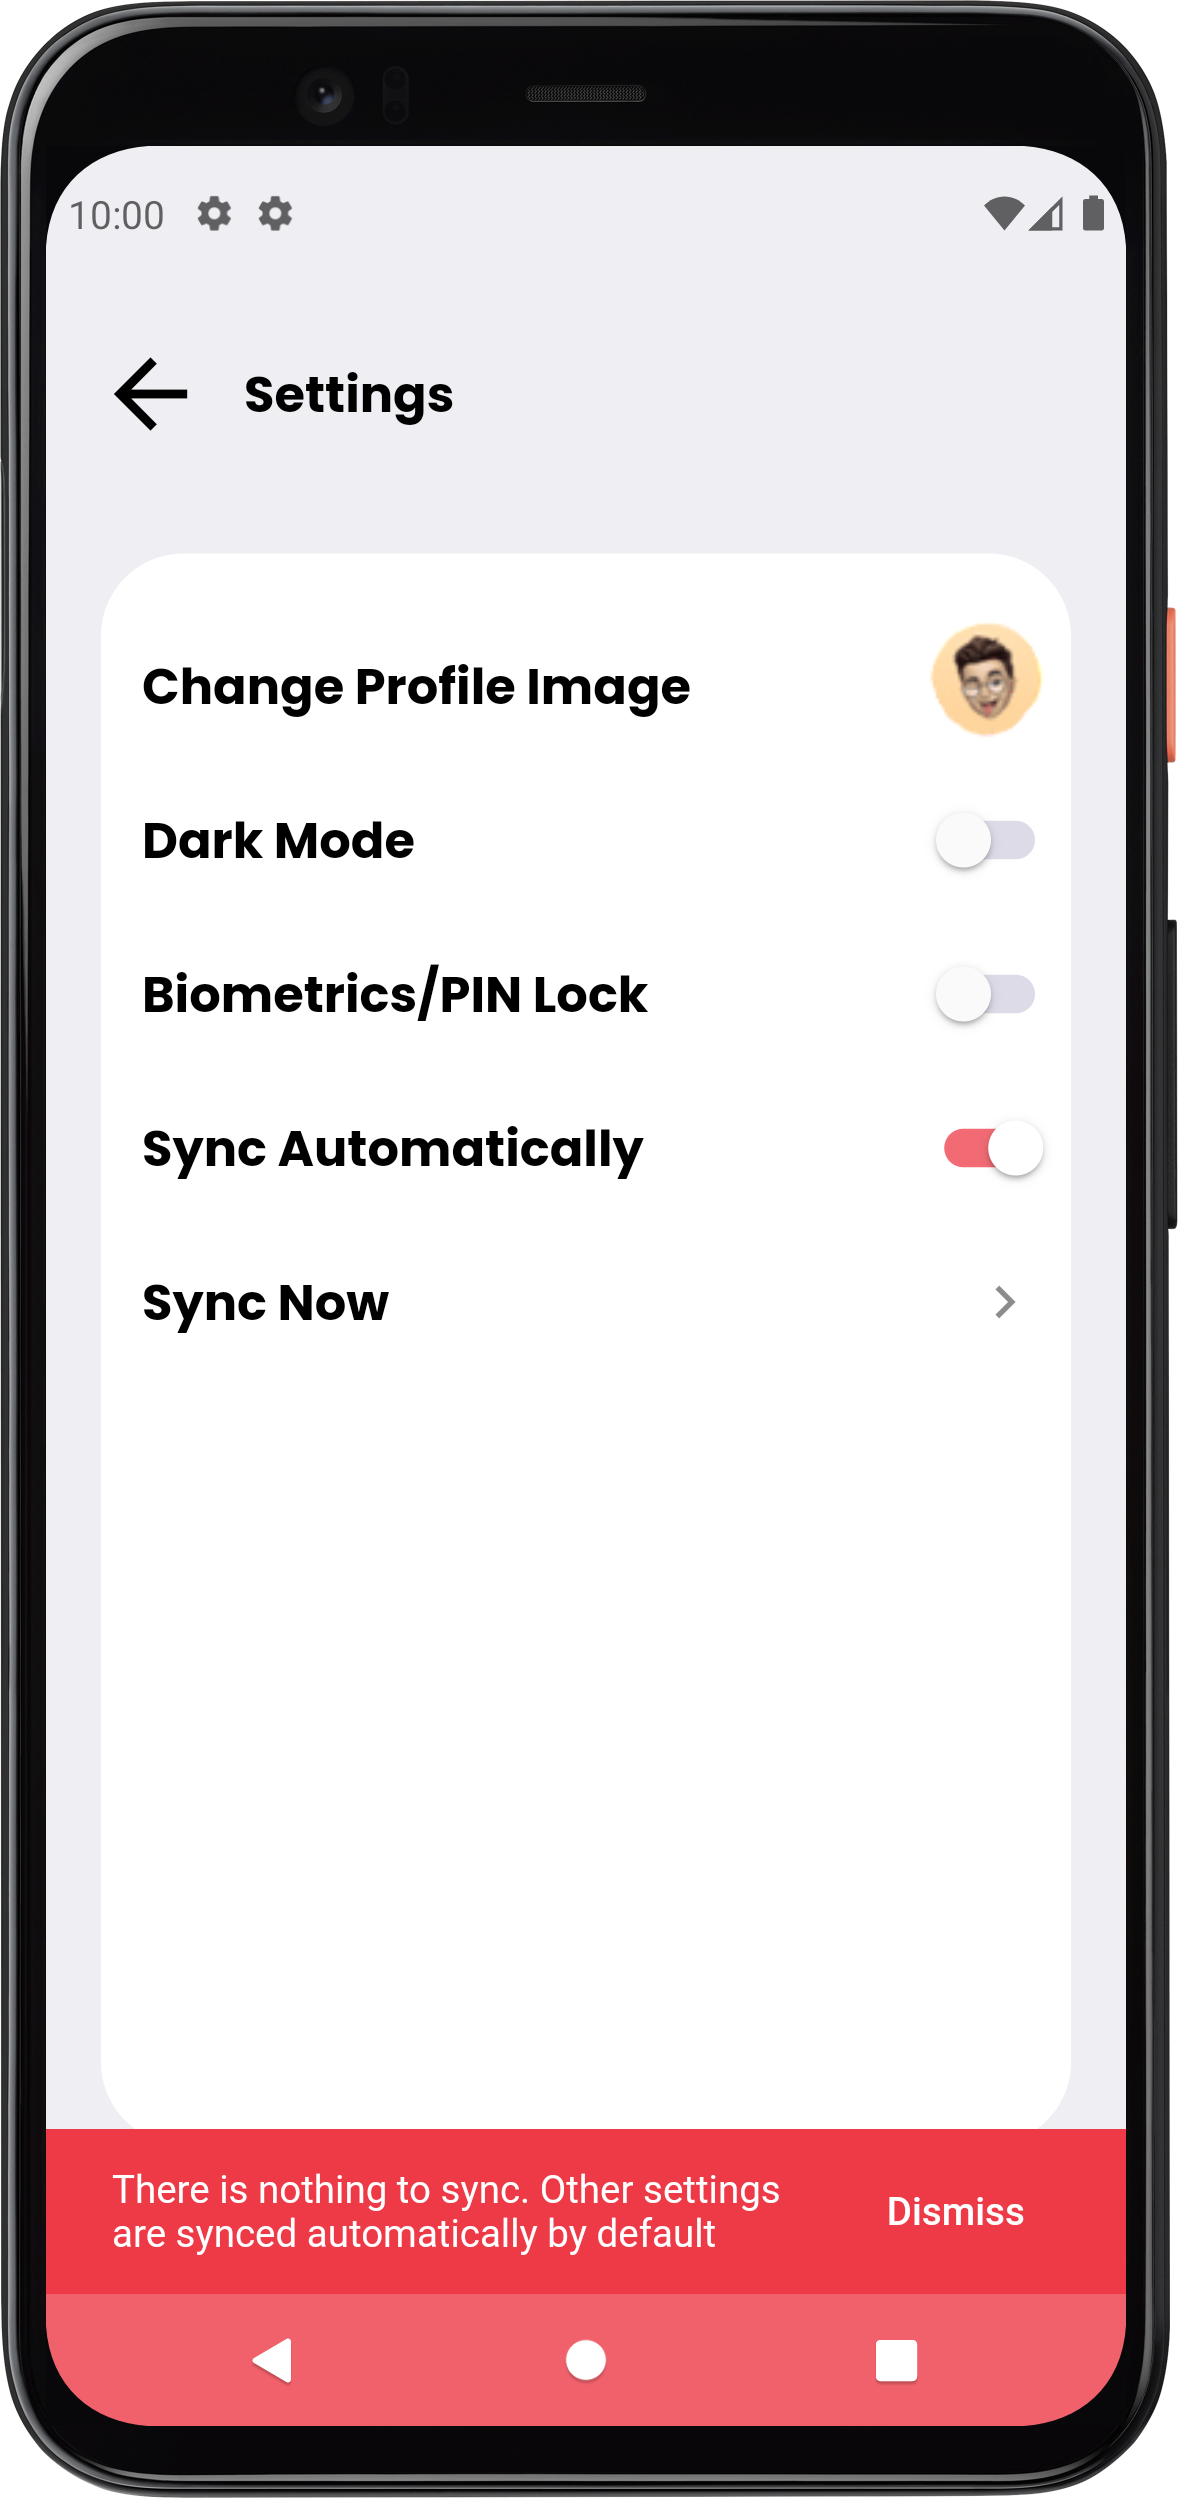 10:00
Settings
Change Profile Image
Dark Mode
Biometrics/PIN Lock
Sync Automatically
Sync Now
There is nothing to sync. Other settings
are synced automatically by default
Dismiss